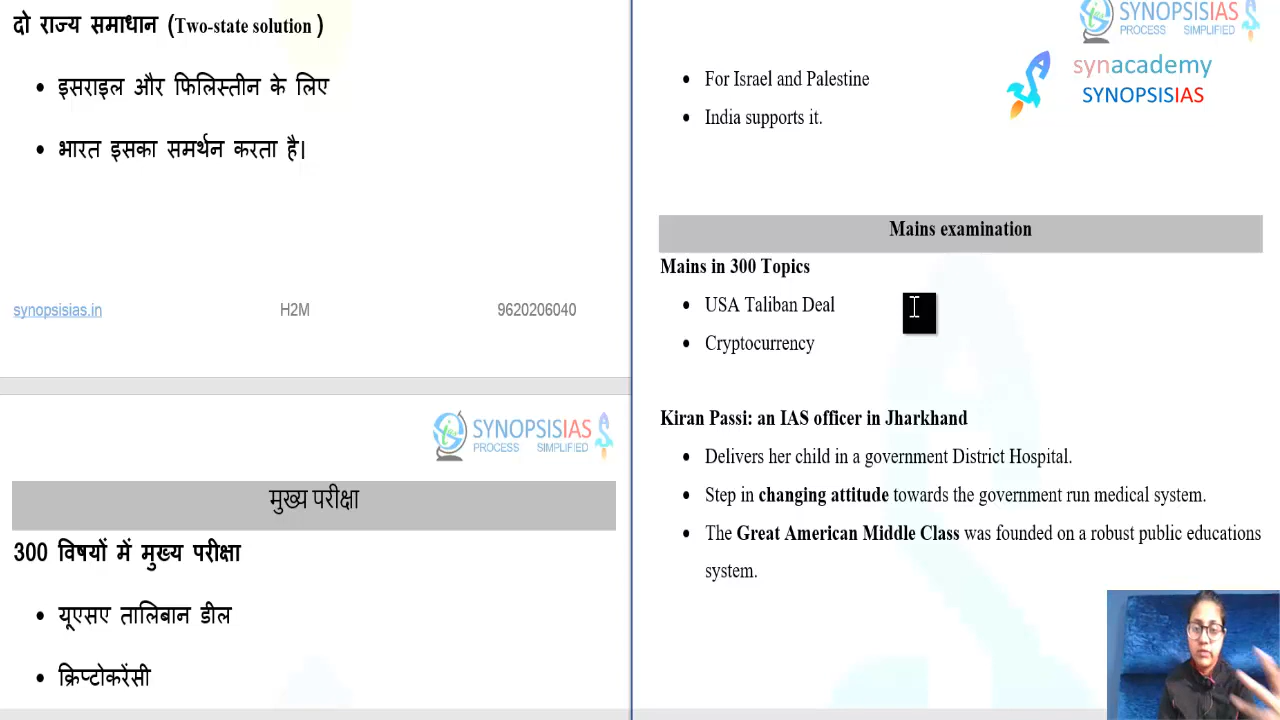 दो राज्य समाधान (Two-state solution )
• इसराइल और फिलिस्तीन के लिए
• भारत इसका समर्थन करता है।
synopsisias.in H2M 9620206040
SYNOPSISIAS
PROCESS SIMPLIFIED
मुख्य परीक्षा
300 विषयों में मुख्य परीक्षा
• यूएसए तालिबान डील
• क्रिप्टोकरेंसी
SYNOPSISIAS
PROCESS SIMPLIFIED
synacademy
SYNOPSISIAS
• For Israel and Palestine
• India supports it.
Mains examination
Mains in 300 Topics
• USA Taliban Deal
• Cryptocurrency
Kiran Passi: an IAS officer in Jharkhand
• Delivers her child in a government District Hospital.
• Step in changing attitude towards the government run medical system.
• The Great American Middle Class was founded on a robust public educations
system.